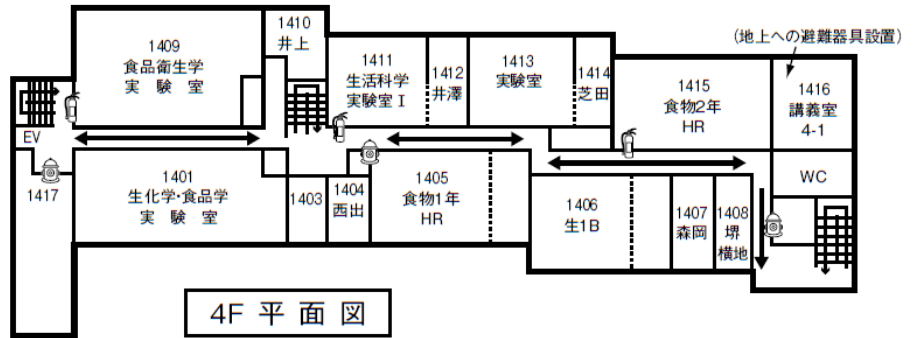 1410
井上
1409
食品衛生学
実 験 室
1411
生活科学
実験室Ⅰ
1412
井澤
1413
実験室
1414
芝田
(地上への避難器具設置)
1415
食物2年
HR
1416
講義室
4-1
EV
1417
1401
生化学・食品学
実 験 室
1403
1404
西出
1405
食物1年
HR
1406
生1B
1407
森岡
1408
堺
横地
WC
4F 平 面 図